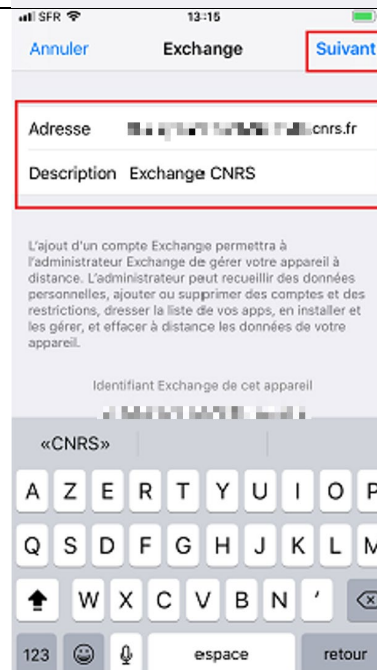 SFR 13:15
Annuler Exchange Suivant
Adresse cnrs.fr
Description Exchange CNRS
L'ajout d'un compte Exchange permettra à
l'administrateur Exchange de gérer votre appareil à
distance. L'administrateur peut recueillir des données
personnelles, ajouter ou supprimer des comptes et des
restrictions, dresser la liste de vos apps, en installer et
les gérer, et effacer à distance les données de votre
appareil.
Identifiant Exchange de cet appareil
«CNRS»
A Z E R T Y U I O P
Q S D F G H J K L M
W X C V B N '
123 espace retour